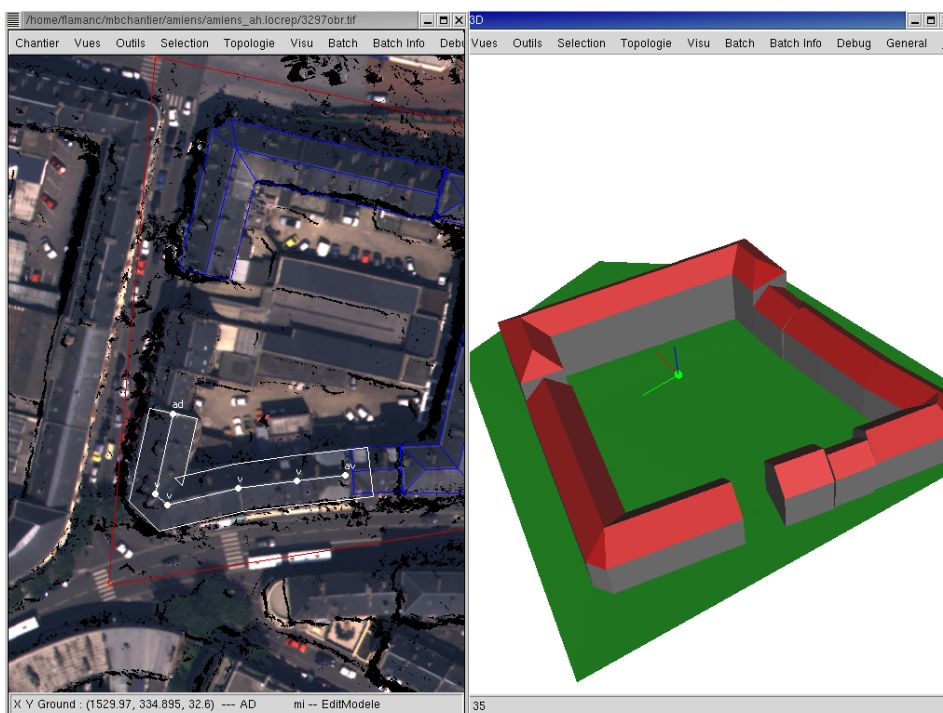 /home/flamanc/mbchantier/amiens/amiens_ah.locrep/3297obr.tif
Chantier Vues Outils Selection Topologie Visu Batch Batch Info Debu
ad
v
v
v
av
X Y Ground : (1529.97, 334.895, 32.6) --- AD mi -- EditModele
3D
Vues Outils Selection Topologie Visu Batch Batch Info Debug General
35